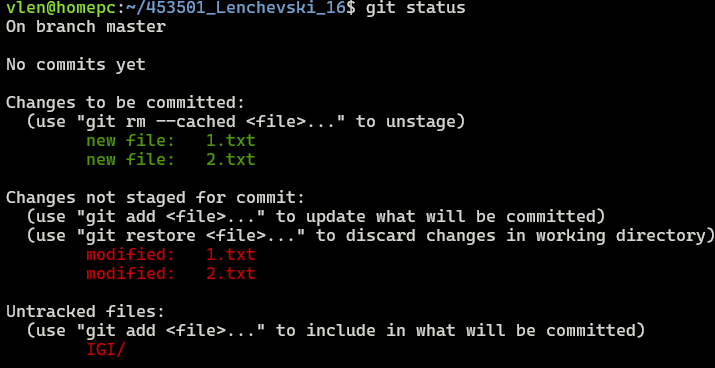 vlen@homepc:~/453501_Lenchevski_16$ git status
On branch master
No commits yet
Changes to be committed:
(use "git rm --cached <file>..." to unstage)
new file: 1.txt
new file: 2.txt
Changes not staged for commit:
(use "git add <file>..." to update what will be committed)
(use "git restore <file>..." to discard changes in working directory)
modified: 1.txt
modified: 2.txt
Untracked files:
(use "git add <file>..." to include in what will be committed)
IGI/